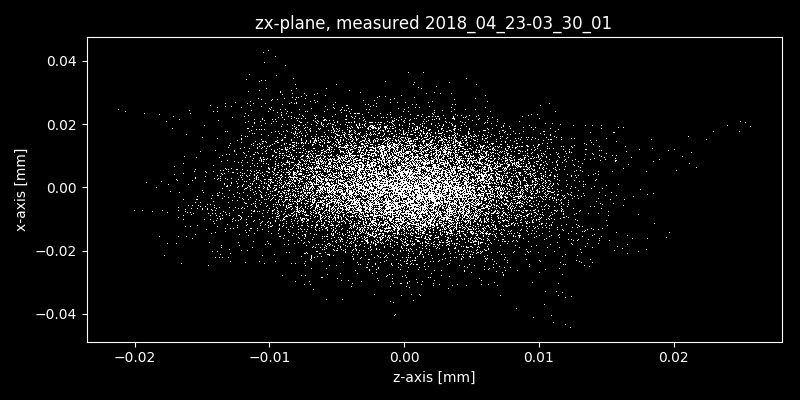 zx-plane, measured 2018_04_23-03_30_01
x-axis [mm]
0.04
0.02
0.00
−0.02
−0.04
−0.02 −0.01 0.00 0.01 0.02
z-axis [mm]